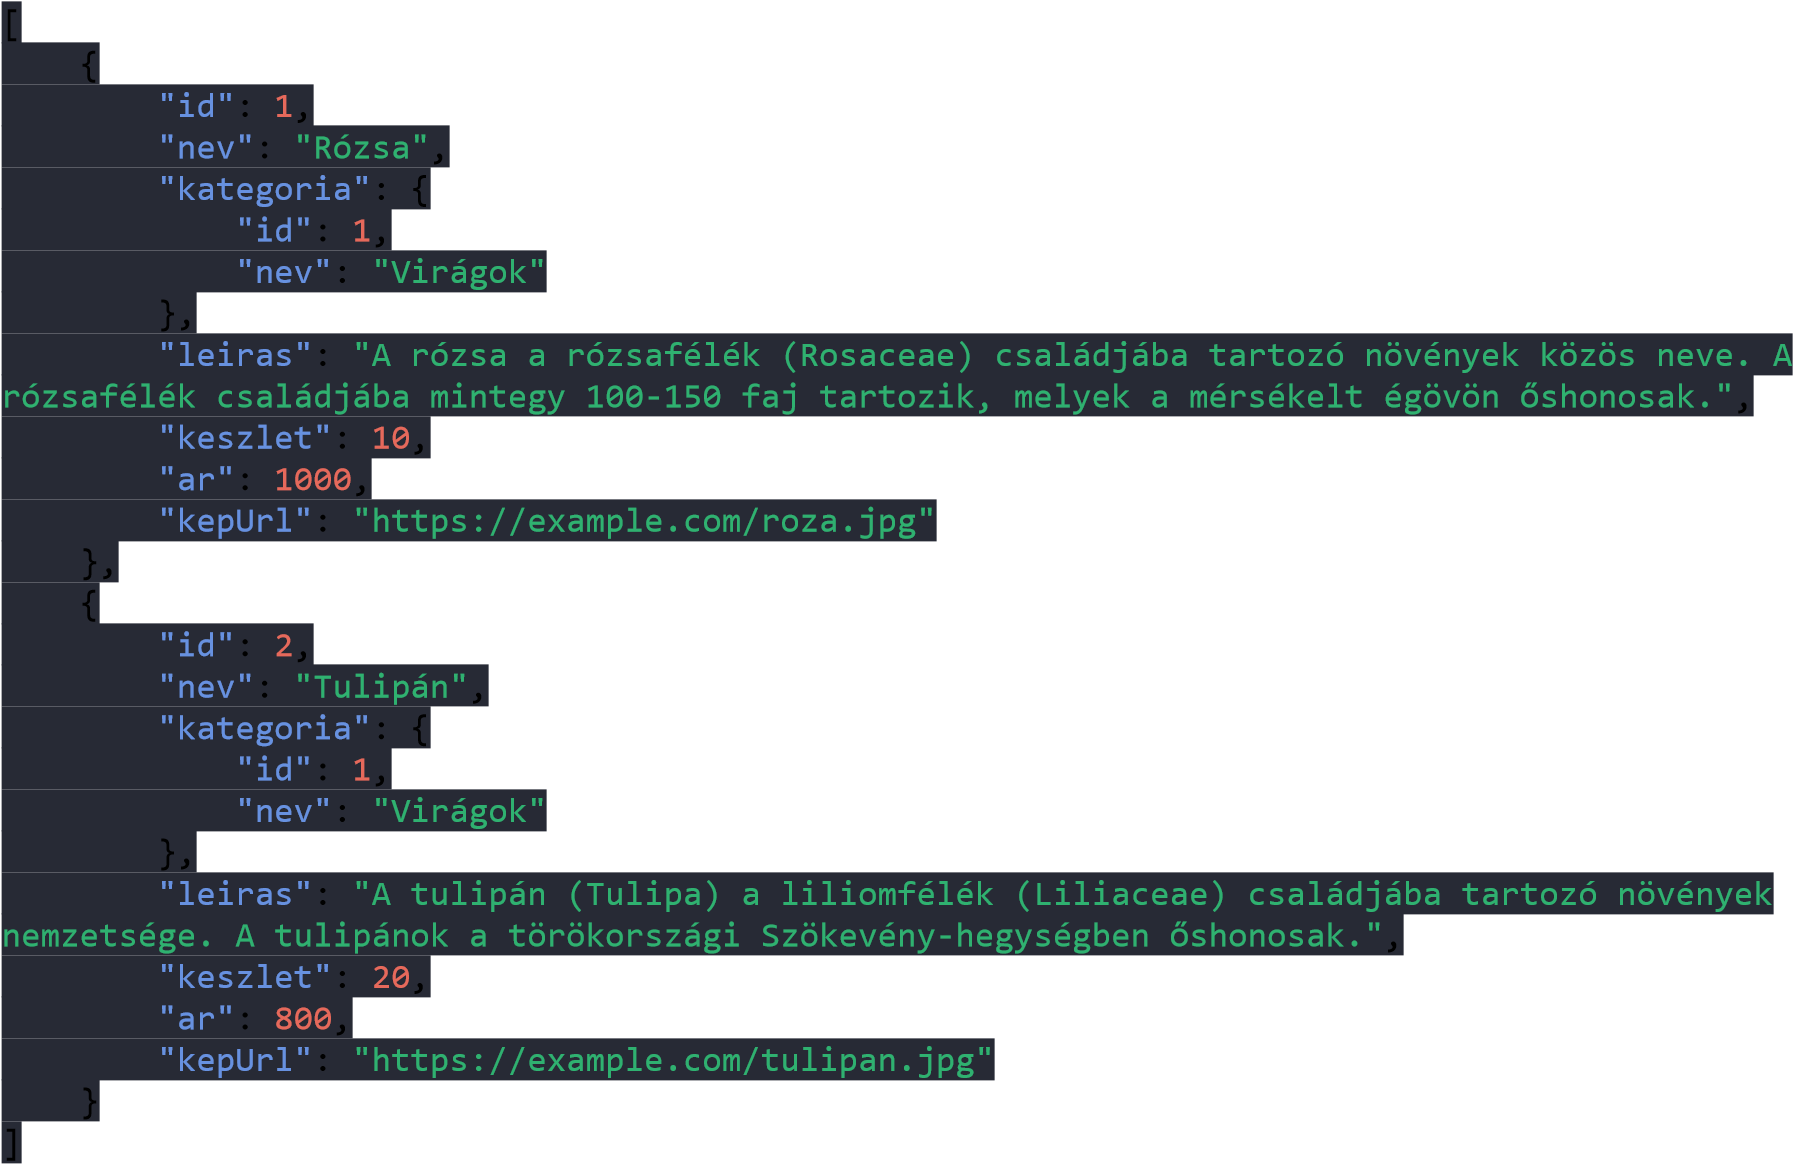 [
    {
        "id": 1,
        "nev": "Rózsa",
        "kategoria": {
            "id": 1,
            "nev": "Virágok"
        },
        "leiras": "A rózsa a rózsafélék (Rosaceae) családjába tartozó növények közös neve. A
rózsafélék családjába mintegy 100-150 faj tartozik, melyek a mérsékelt égövön őshonosak.",
        "keszlet": 10,
        "ar": 1000,
        "kepUrl": "https://example.com/roza.jpg"
    },
    {
        "id": 2,
        "nev": "Tulipán",
        "kategoria": {
            "id": 1,
            "nev": "Virágok"
        },
        "leiras": "A tulipán (Tulipa) a liliomfélék (Liliaceae) családjába tartozó növények
nemzetsége. A tulipánok a törökországi Szökevény-hegységben őshonosak.",
        "keszlet": 20,
        "ar": 800,
        "kepUrl": "https://example.com/tulipan.jpg"
    }
]